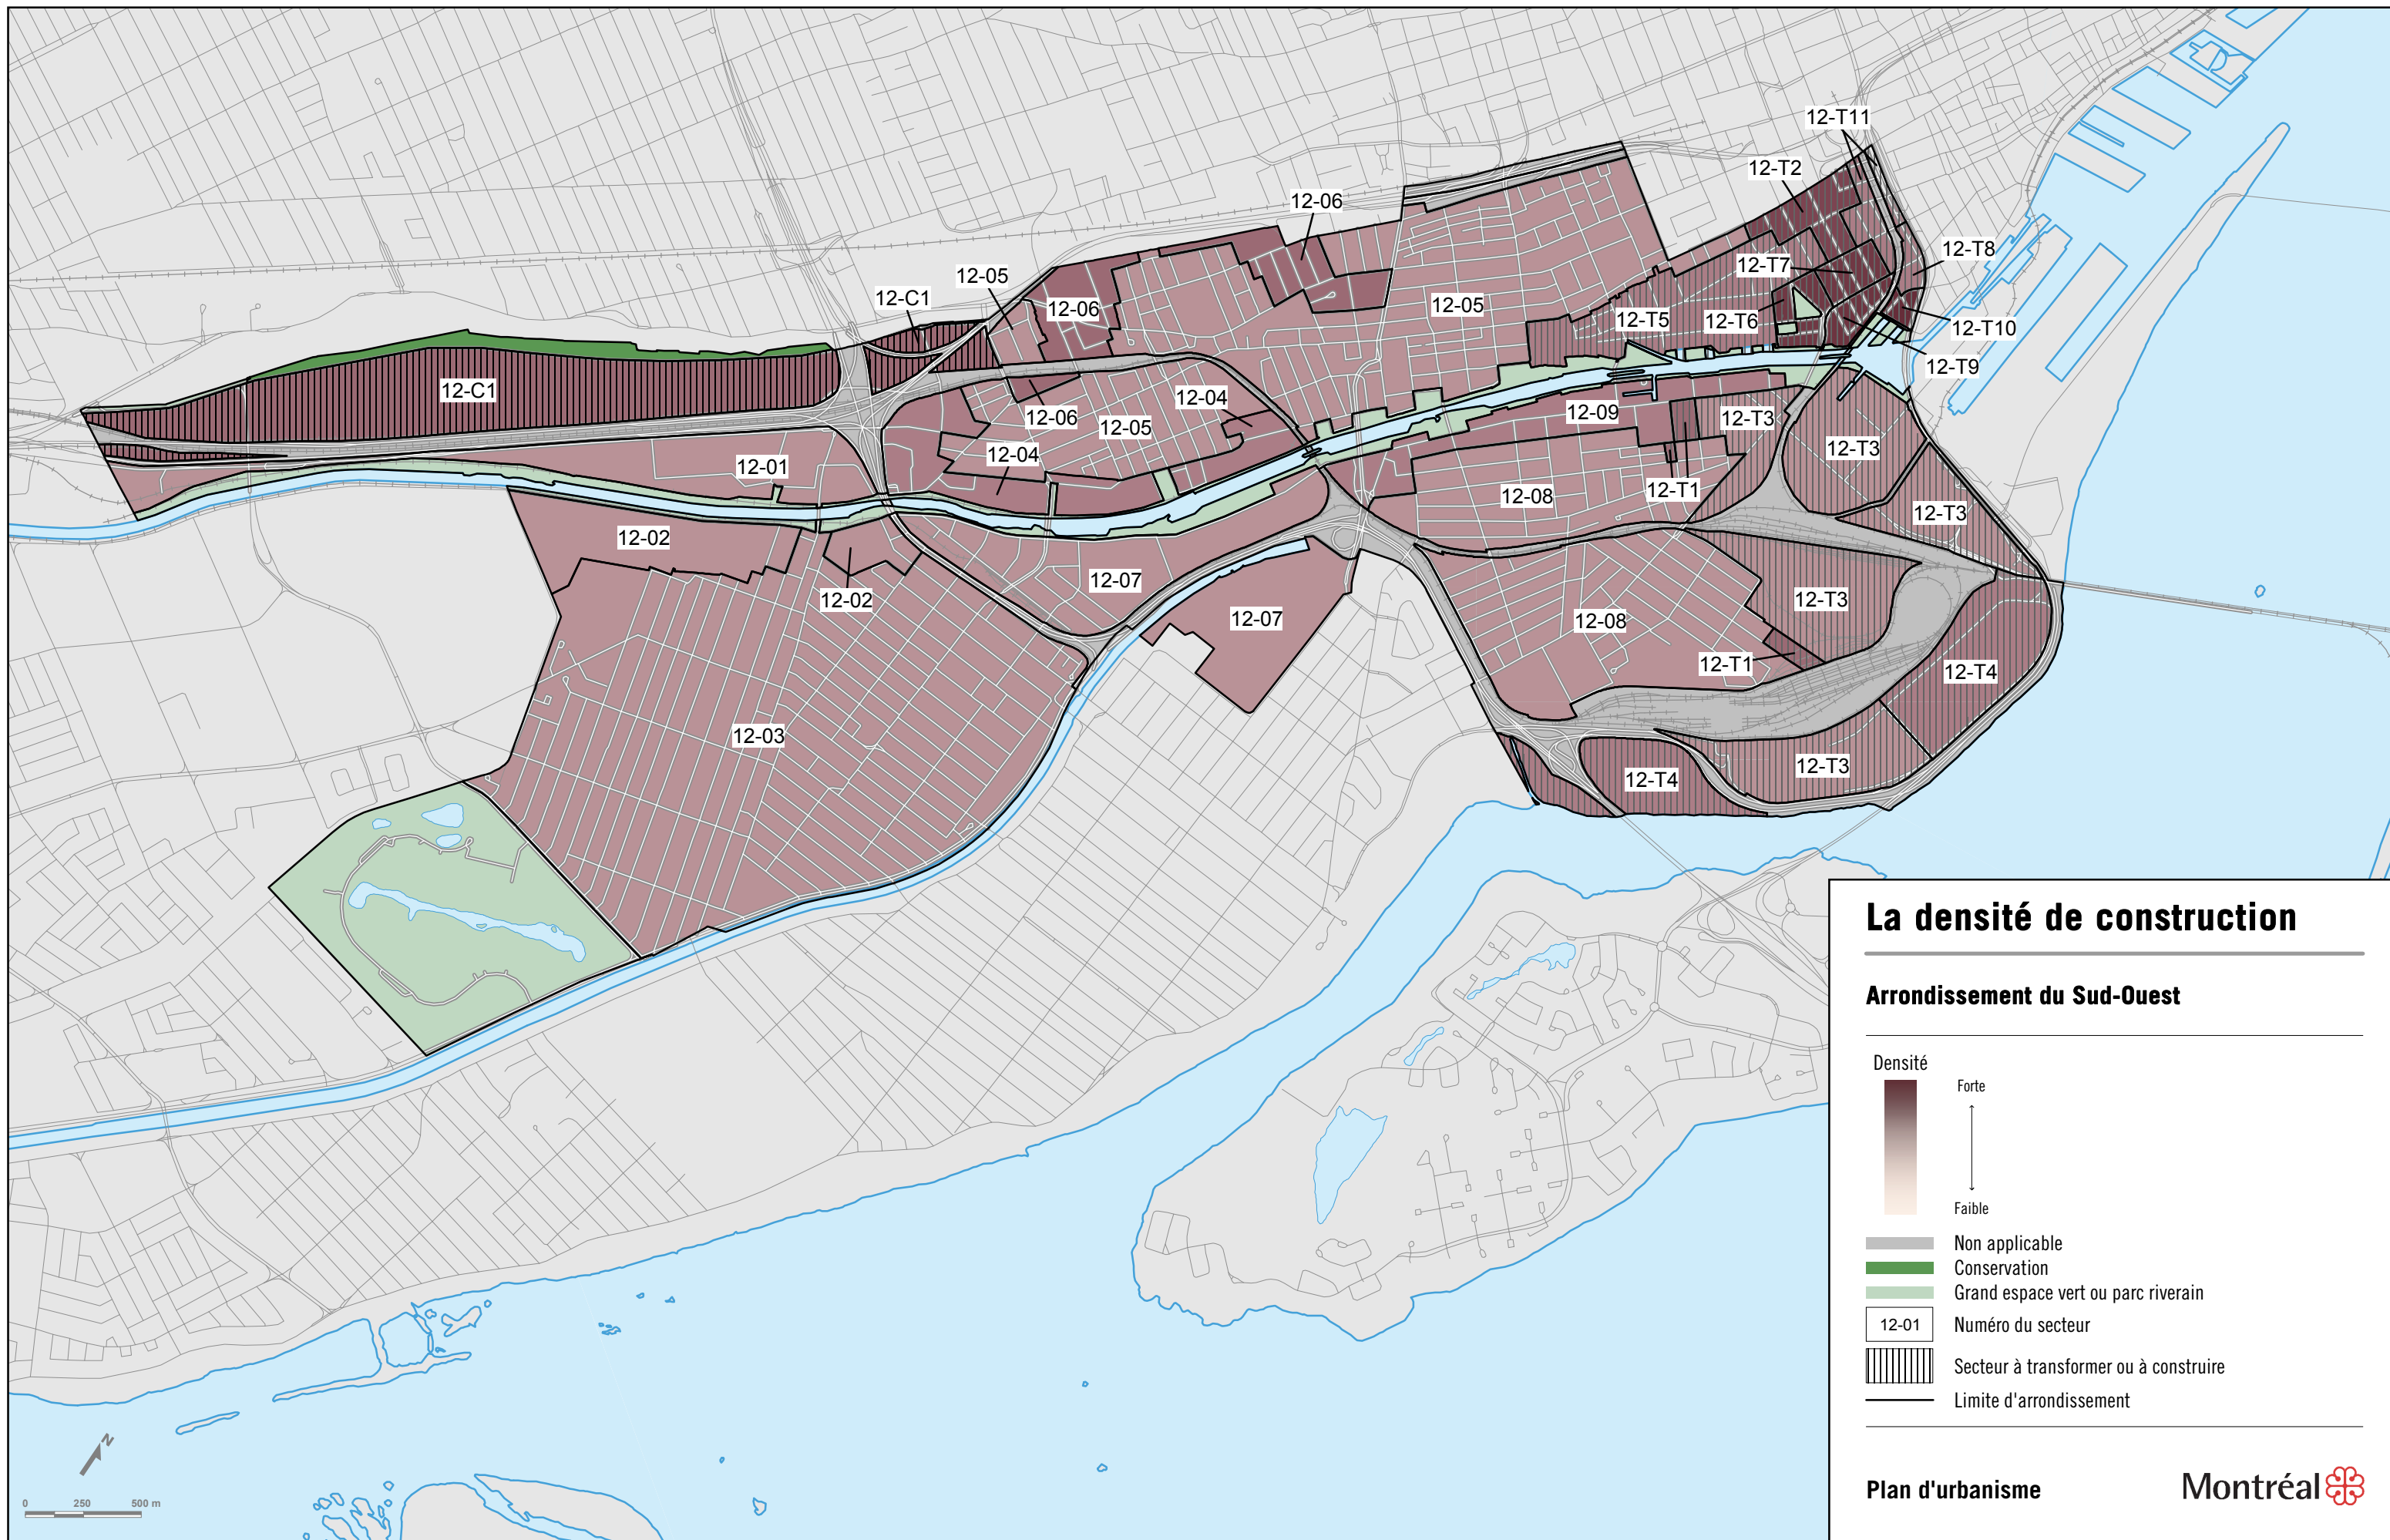 12-T11
12-T2
12-06
12-T8
12-T7
12-05
12-C1
12-06
12-05
12-T5
12-T6
12-T10
12-T9
12-C1
12-04
12-06
12-05
12-09
12-T3
12-T3
12-04
12-01
12-T1
12-08
12-T3
12-02
12-07
12-02
12-T3
12-07
12-08
12-T1
12-T4
12-03
12-T3
12-T4
La densité de construction
Arrondissement du Sud-Ouest
Densité
Forte
Faible
Non applicable
Conservation
Grand espace vert ou parc riverain
12-01 Numéro du secteur
Secteur à transformer ou à construire
Limite d'arrondissement
N
0 250 500 m
Plan d'urbanisme
Montréal